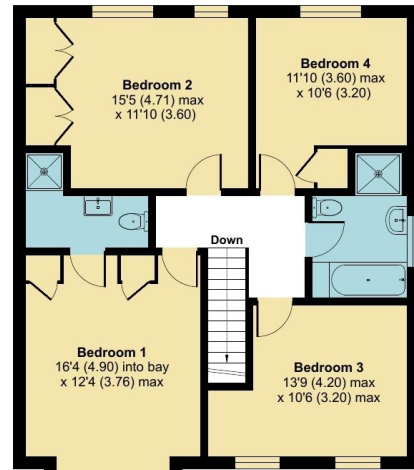 Bedroom 2
15'5 (4.71) max
x 11'10 (3.60)
Bedroom 4
11'10 (3.60) max
x 10'6 (3.20)
Down
Bedroom 1
16'4 (4.90) into bay
x 12'4 (3.76) max
Bedroom 3
13'9 (4.20) max
x 10'6 (3.20) max